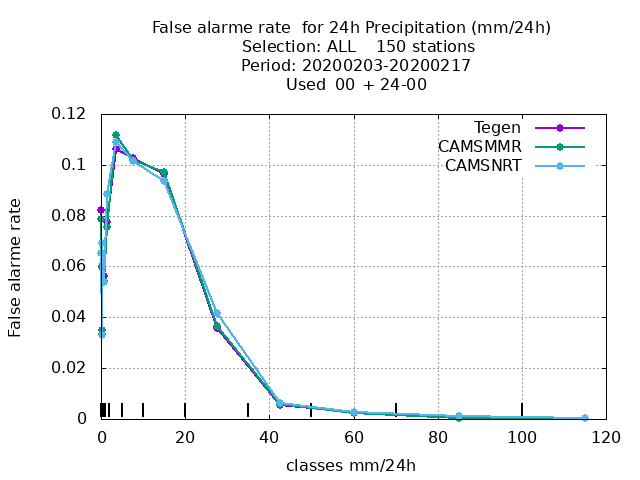 False alarme rate  for 24h Precipitation (mm/24h)
Selection: ALL    150 stations
Period: 20200203-20200217
Used  00 + 24-00
Tegen
CAMSMMR
CAMSNRT
False alarme rate
0.12
0.1
0.08
0.06
0.04
0.02
0
0 20 40 60 80 100 120
classes mm/24h